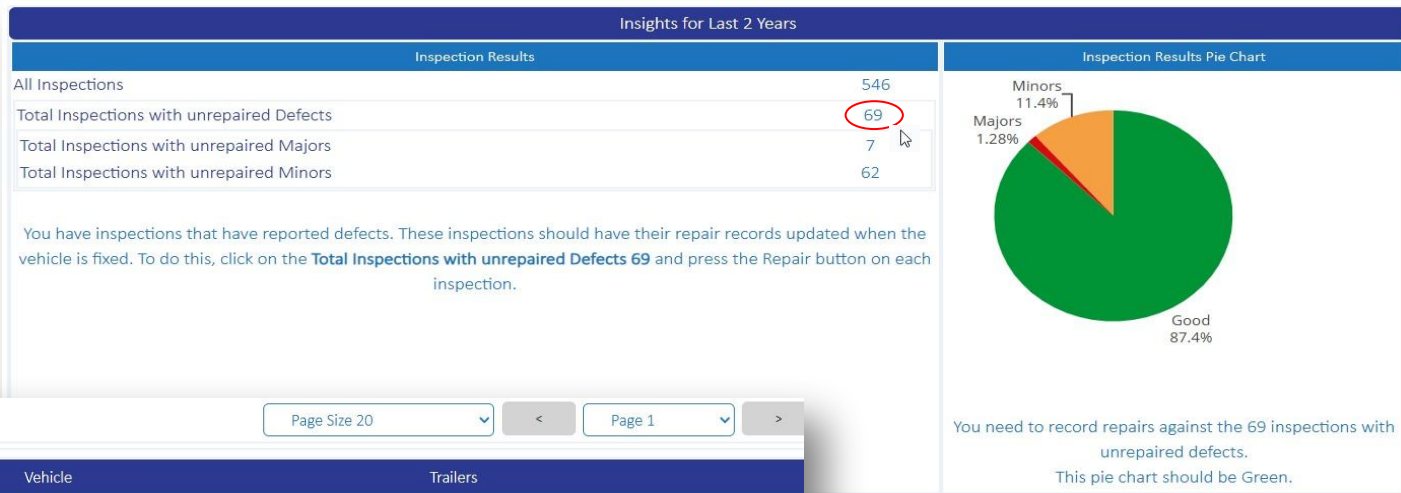 Insights for Last 2 Years
Inspection Results
All Inspections 546
Total Inspections with unrepaired Defects 69
Total Inspections with unrepaired Majors 7
Total Inspections with unrepaired Minors 62
You have inspections that have reported defects. These inspections should have their repair records updated when the
vehicle is fixed. To do this, click on the Total Inspections with unrepaired Defects 69 and press the Repair button on each
inspection.
Inspection Results Pie Chart
Minors
11.4%
Majors
1.28%
Good
87.4%
You need to record repairs against the 69 inspections with
unrepaired defects.
This pie chart should be Green.
Page Size 20 < Page 1 >
Vehicle Trailers